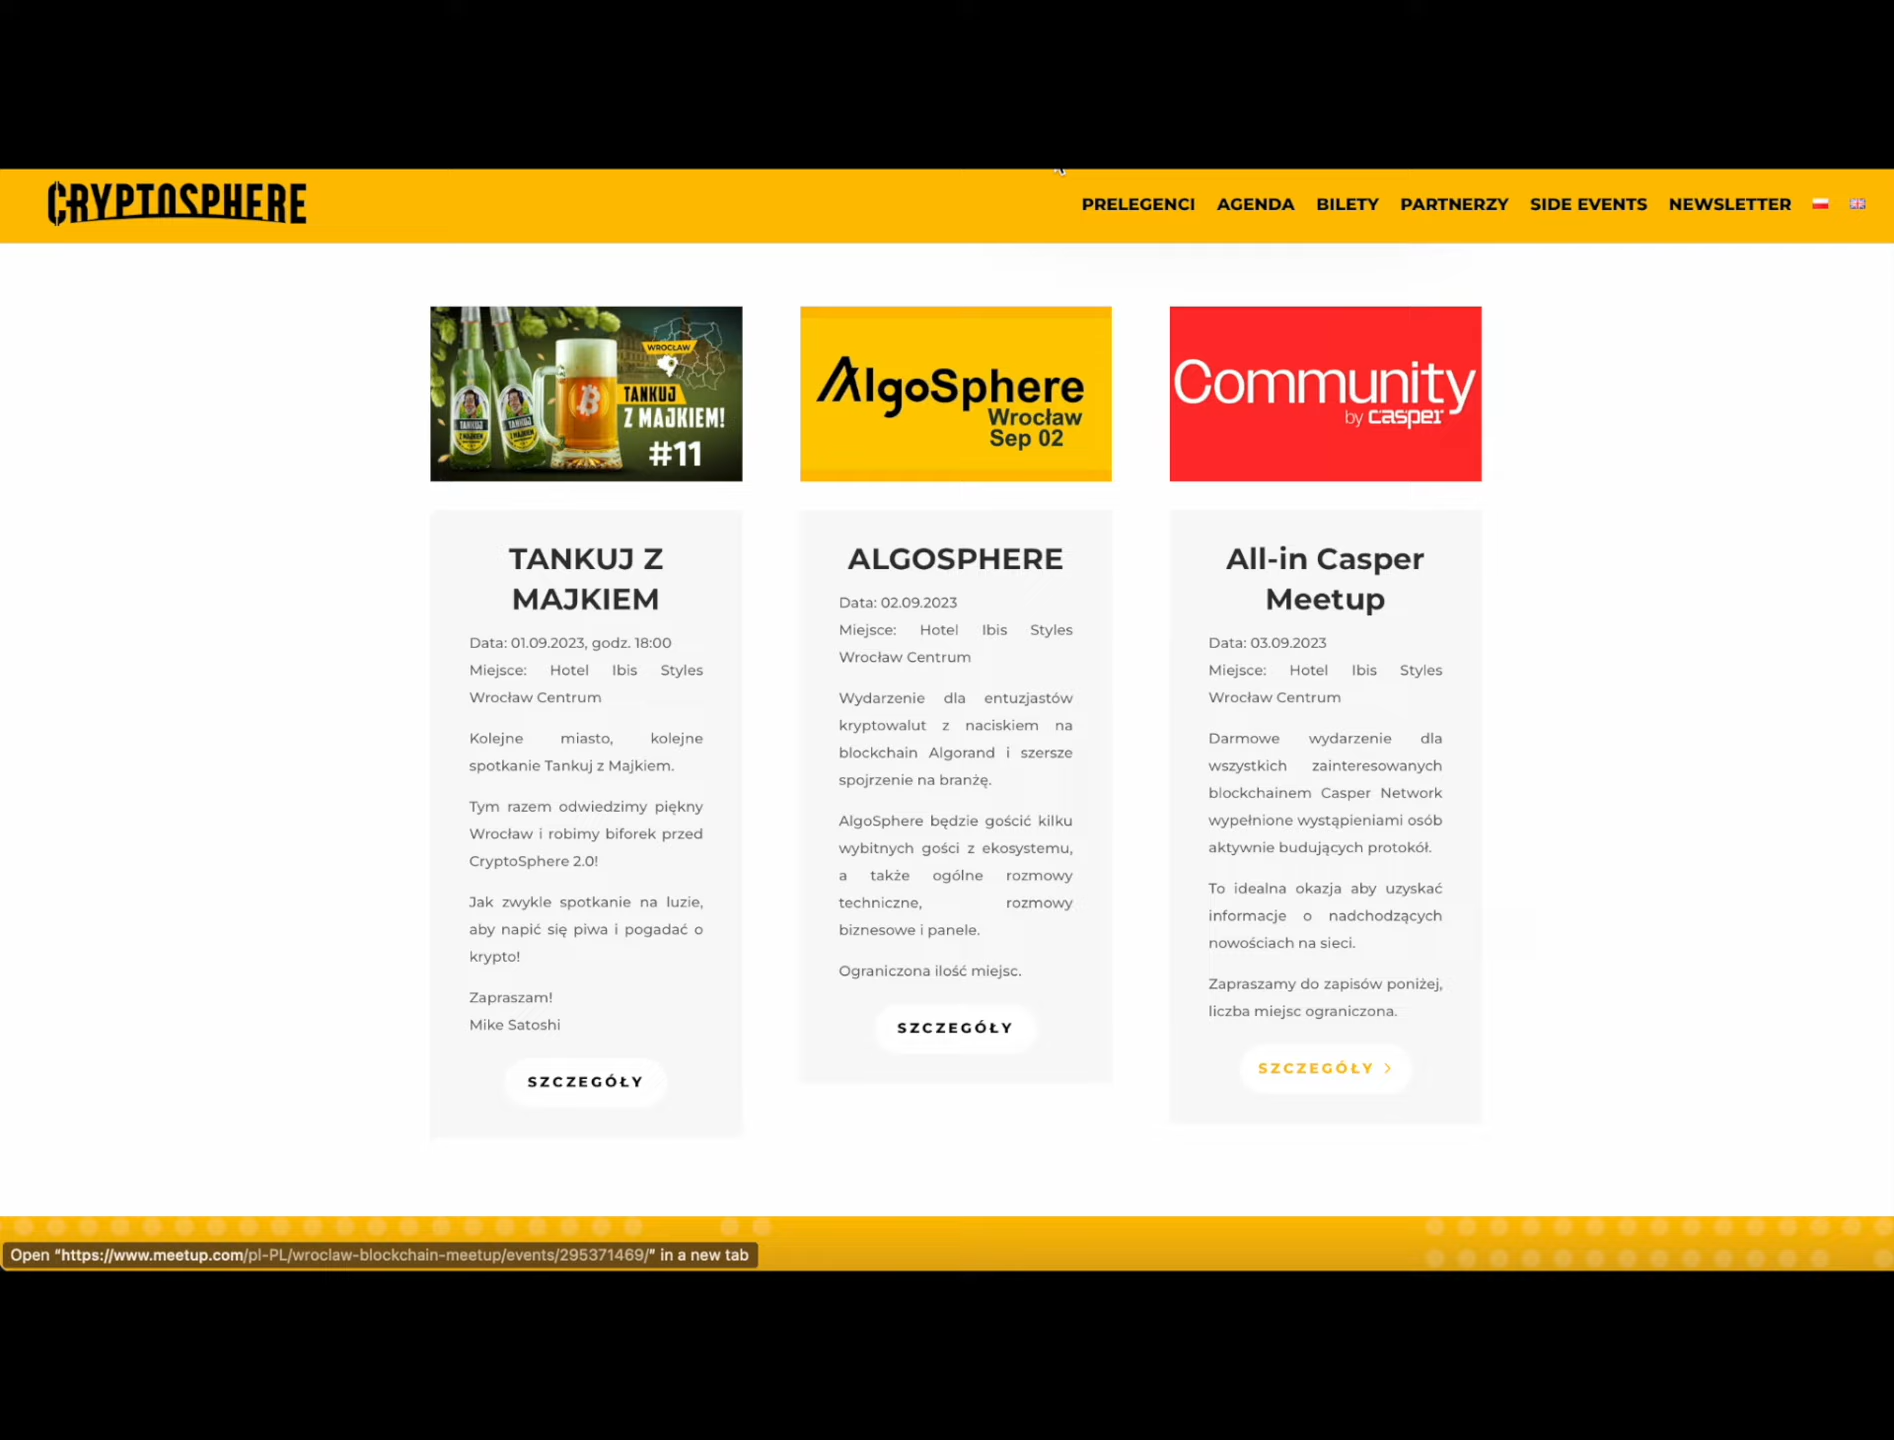 CRYPTOSPHERE
PRELEGENCI AGENDA BILETY PARTNERZY SIDE EVENTS NEWSLETTER
WROCŁAW
TANKUJ
Z MAJKIEM!
#11
AlgoSphere
Wrocław
Sep 02
Community
by casper
TANKUJ Z
MAJKIEM
Data: 01.09.2023, godz. 18:00
Miejsce: Hotel Ibis Styles
Wrocław Centrum
Kolejne miasto, kolejne
spotkanie Tankuj z Majkiem.
Tym razem odwiedzimy piękny
Wrocław i robimy biforek przed
CryptoSphere 2.0!
Jak zwykle spotkanie na luzie,
aby napić się piwa i pogadać o
krypto!
Zapraszam!
Mike Satoshi
SZCZEGÓŁY
ALGOSPHERE
Data: 02.09.2023
Miejsce: Hotel Ibis Styles
Wrocław Centrum
Wydarzenie dla entuzjastów
kryptowalut z naciskiem na
blockchain Algorand i szersze
spojrzenie na branżę.
AlgoSphere będzie gościć kilku
wybitnych gości z ekosystemu,
a także ogólne rozmowy
techniczne, rozmowy
biznesowe i panele.
Ograniczona ilość miejsc.
SZCZEGÓŁY
All-in Casper
Meetup
Data: 03.09.2023
Miejsce: Hotel Ibis Styles
Wrocław Centrum
Darmowe wydarzenie dla
wszystkich zainteresowanych
blockchainem Casper Network
wypełnione wystąpieniami osób
aktywnie budujących protokół.
To idealna okazja aby uzyskać
informacje o nadchodzących
nowościach na sieci.
Zapraszamy do zapisów poniżej,
liczba miejsc ograniczona.
SZCZEGÓŁY >
Open "https://www.meetup.com/pl-PL/wroclaw-blockchain-meetup/events/295371469/" in a new tab